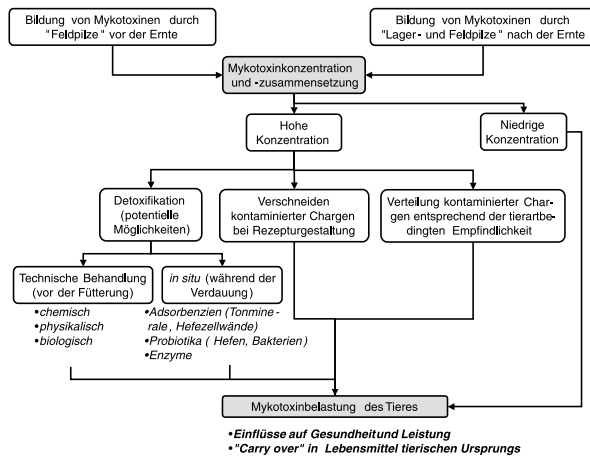 Bildung von Mykotoxinen durch
"Feldpilze" vor der Ernte
Bildung von Mykotoxinen durch
"Lager- und Feldpilze" nach der Ernte
Mykotoxinkonzentration
und -zusammensetzung
Hohe
Konzentration
Niedrige
Konzentration
Detoxifikation
(potentielle
Möglichkeiten)
Verschneiden
kontaminierter Chargen
bei Rezepturgestaltung
Verteilung kontaminierter Char-
gen entsprechend der tierartbe-
dingten Empfindlichkeit
Technische Behandlung
(vor der Fütterung)
in situ (während der
Verdauung)
•chemisch
•physikalisch
•biologisch
•Adsorbenzien (Tonmine-
rale, Hefezellwände)
•Probiotika ( Hefen, Bakterien)
•Enzyme
Mykotoxinbelastung des Tieres
•Einflüsse auf Gesundheit und Leistung
•"Carry over" in Lebensmittel tierischen Ursprungs